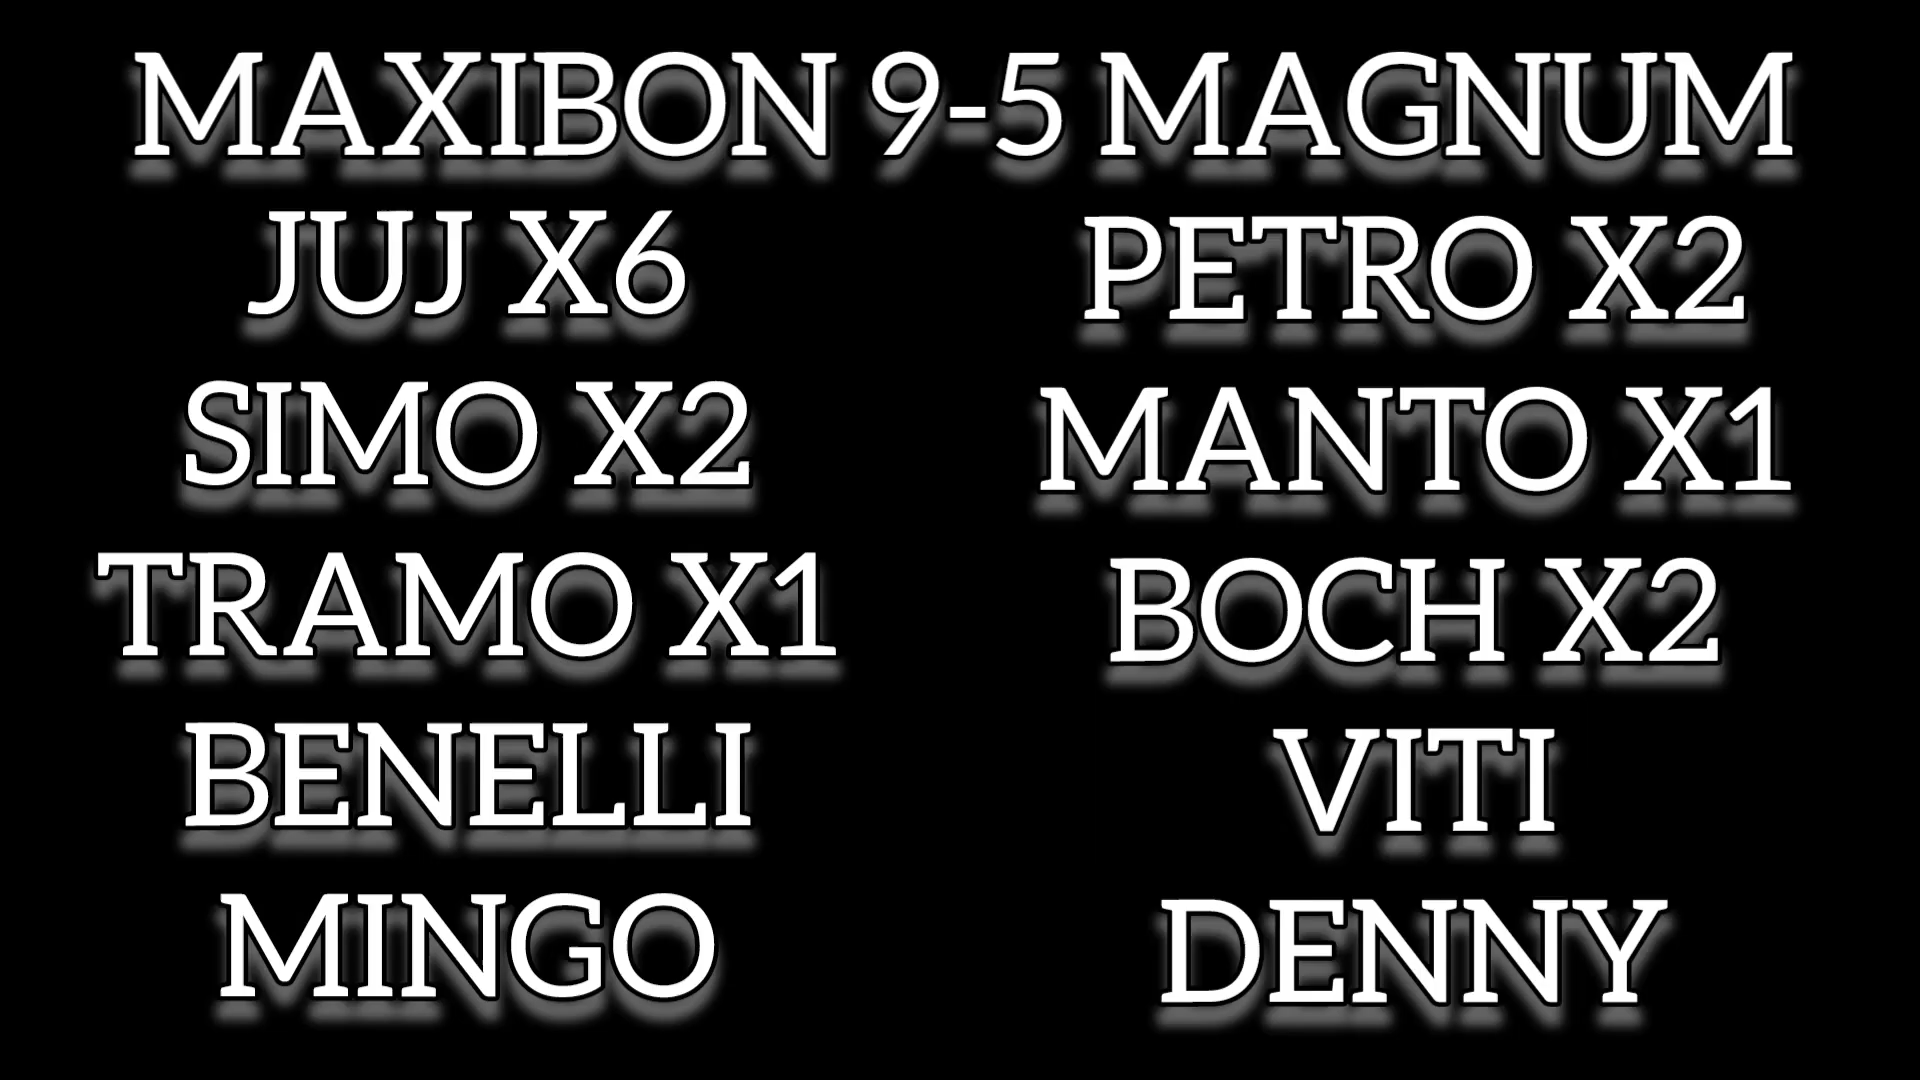 MAXIBON 9-5 MAGNUM
JUJ X6
SIMO X2
TRAMO X1
BENELLI
MINGO
PETRO X2
MANTO X1
BOCH X2
VITI
DENNY